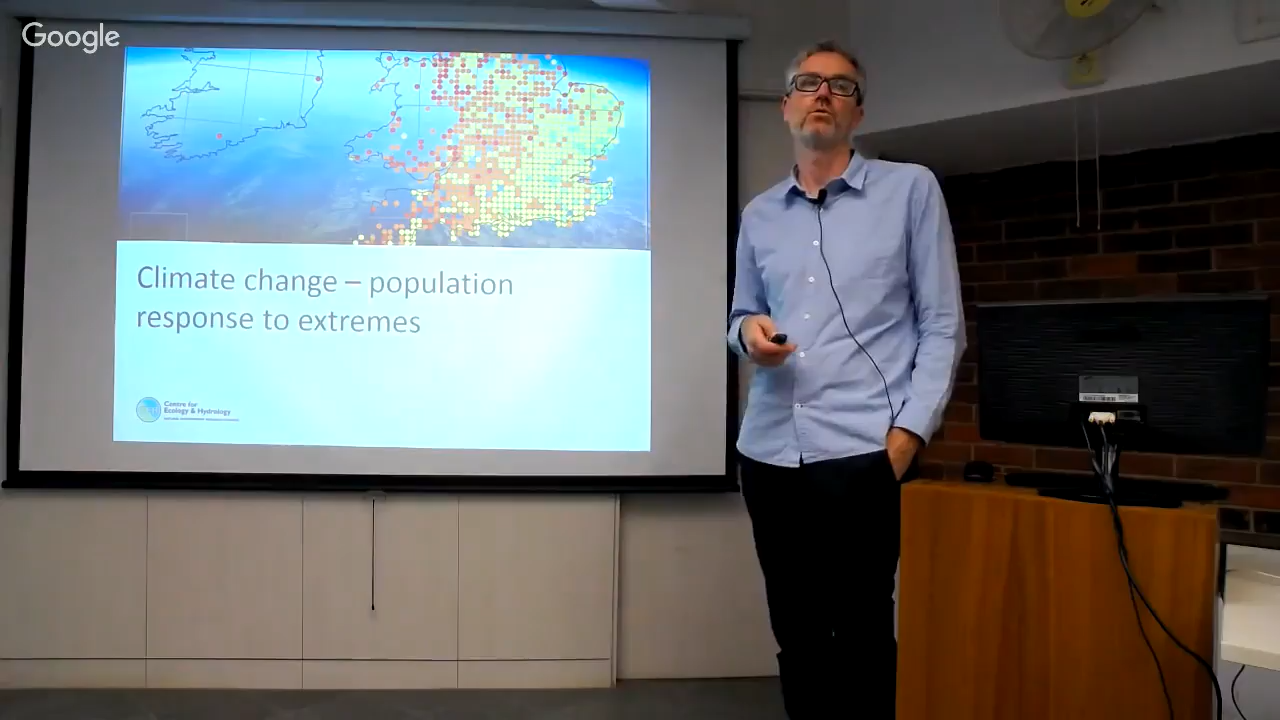 Google
Climate change – population
response to extremes
Centre for
Ecology & Hydrology